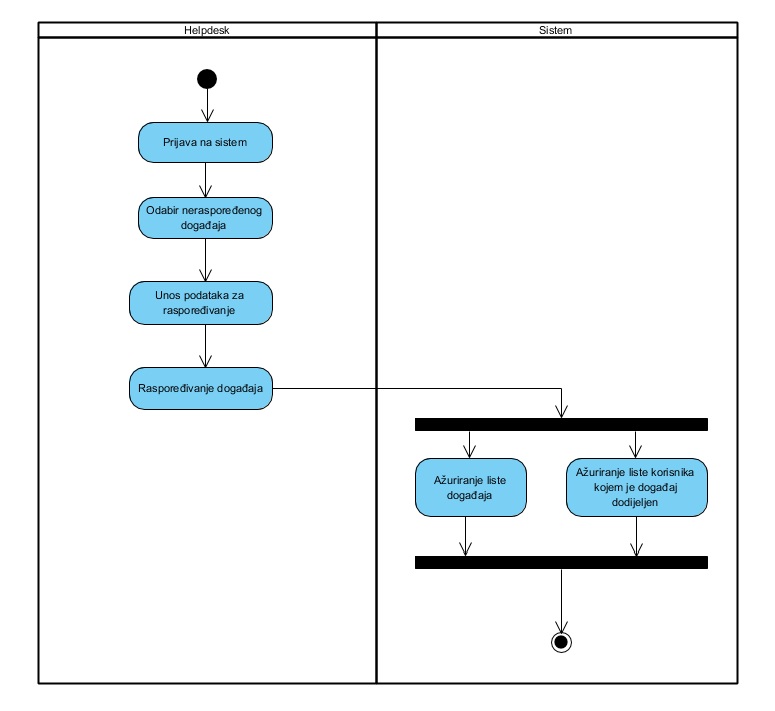 Helpdesk
Sistem
Prijava na sistem
Odabir neraspoređenog
događaja
Unos podataka za
raspoređivanje
Raspoređivanje događaja
Ažuriranje liste
događaja
Ažuriranje liste korisnika
kojem je događaj
dodijeljen